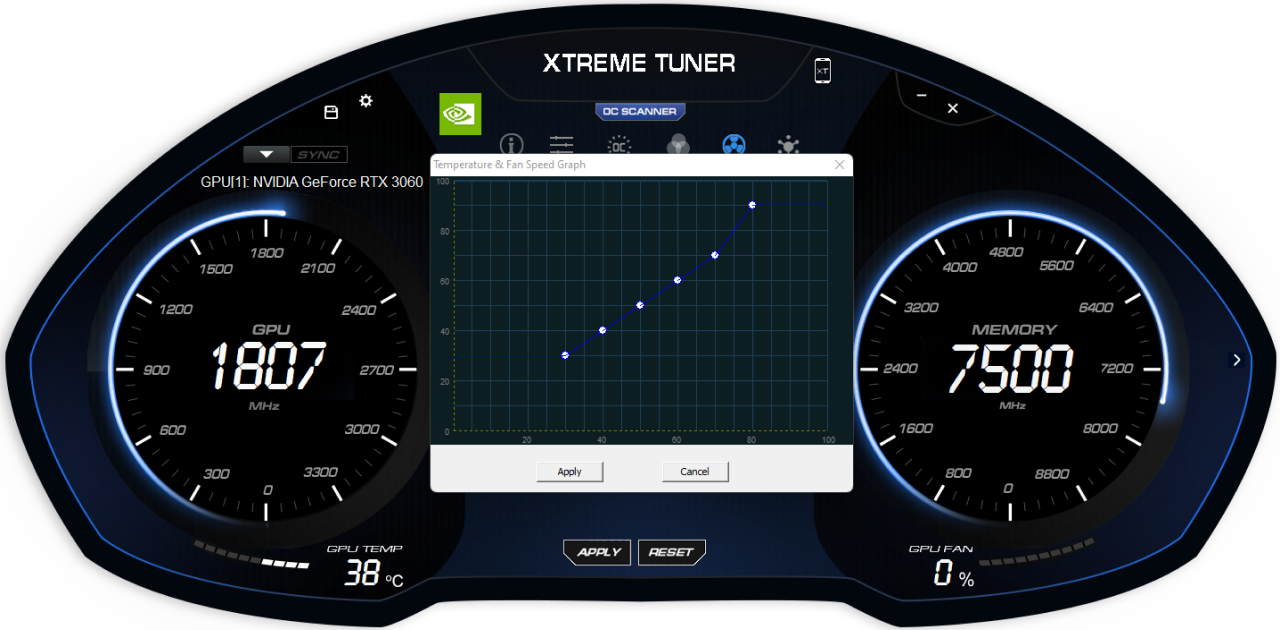 XTREME TUNER
XT
OC SCANNER
OC
SYNC
GPU[1]: NVIDIA GeForce RTX 3060
Temperature & Fan Speed Graph
100
80
60
40
20
0
20
40
60
80
100
Apply
Cancel
0
300
600
900
1200
1500
1800
2100
2400
2700
3000
3300
GPU
1807
MHz
0
800
1600
2400
3200
4000
4800
5600
6400
7200
8000
8800
MEMORY
7500
MHz
APPLY
RESET
GPU TEMP
38 °C
GPU FAN
0 %